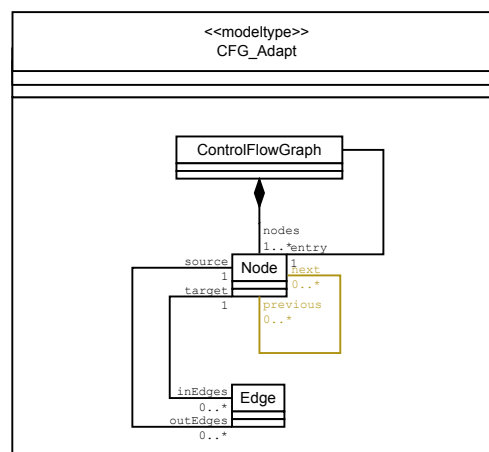 <<modeltype>>
CFG_Adapt
ControlFlowGraph
nodes
1..* entry
source 1
1 Node next
target 0..*
1 previous
0..*
inEdges
0..* Edge
outEdges
0..*